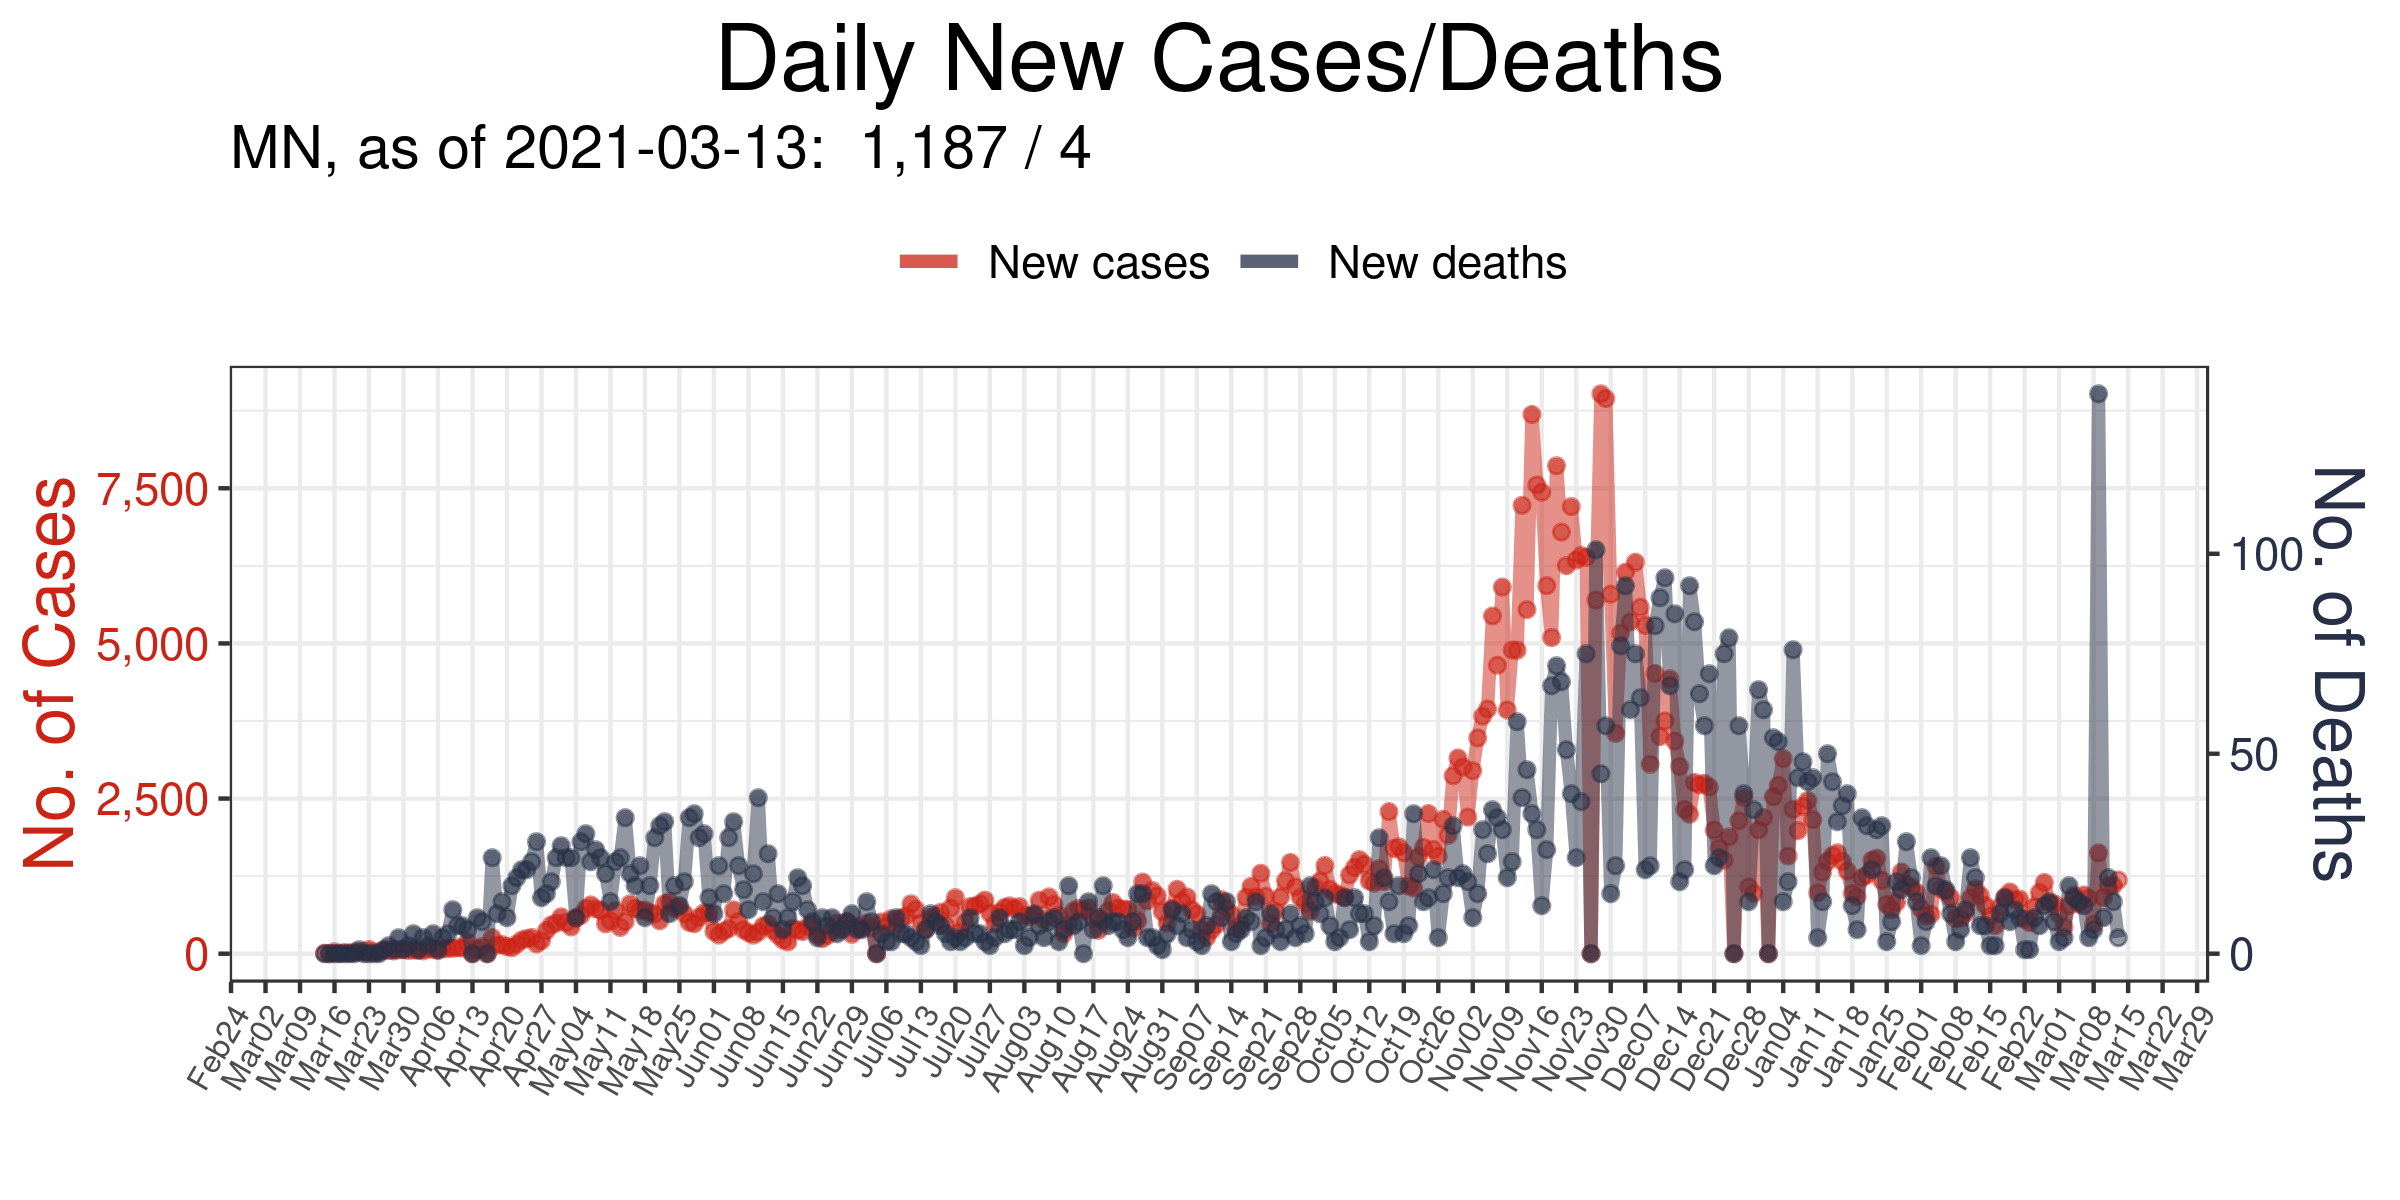 Daily New Cases/Deaths
MN, as of 2021-03-13:  1,187 / 4
New cases
New deaths
No. of Cases
7,500
5,000
2,500
0
No. of Deaths
100
50
0
Feb24
Mar02
Mar09
Mar16
Mar23
Mar30
Apr06
Apr13
Apr20
Apr27
May04
May11
May18
May25
Jun01
Jun08
Jun15
Jun22
Jun29
Jul06
Jul13
Jul20
Jul27
Aug03
Aug10
Aug17
Aug24
Aug31
Sep07
Sep14
Sep21
Sep28
Oct05
Oct12
Oct19
Oct26
Nov02
Nov09
Nov16
Nov23
Nov30
Dec07
Dec14
Dec21
Dec28
Jan04
Jan11
Jan18
Jan25
Feb01
Feb08
Feb15
Feb22
Mar01
Mar08
Mar15
Mar22
Mar29